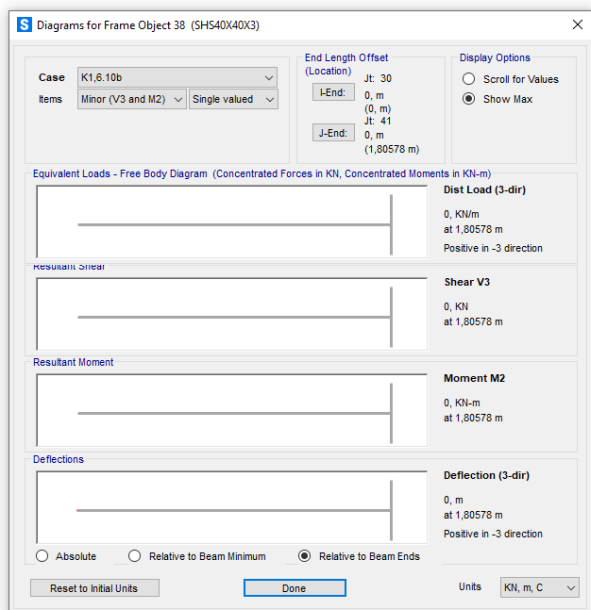 S Diagrams for Frame Object 38 (SHS40X40X3)
Case K1,6.10b
Items Minor (V3 and M2) Single valued
End Length Offset
(Location)
Jt: 30
I-End: 0, m
(0, m)
Jt: 41
J-End: 0, m
(1,80578 m)
Display Options
Scroll for Values
Show Max
Equivalent Loads - Free Body Diagram (Concentrated Forces in KN, Concentrated Moments in KN-m)
Dist Load (3-dir)
0, KN/m
at 1,80578 m
Positive in -3 direction
Resultant Shear
Shear V3
0, KN
at 1,80578 m
Resultant Moment
Moment M2
0, KN-m
at 1,80578 m
Deflections
Deflection (3-dir)
0, m
at 1,80578 m
Positive in -3 direction
Absolute Relative to Beam Minimum Relative to Beam Ends
Reset to Initial Units Done Units KN, m, C